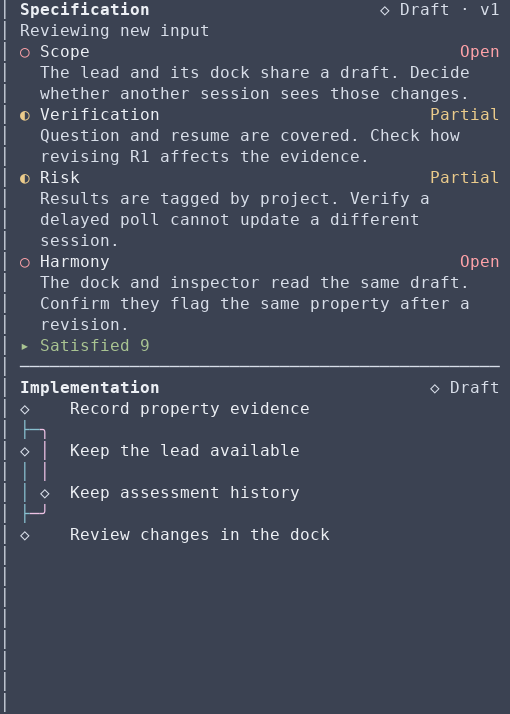 Specification ◇ Draft · v1
Reviewing new input
○ Scope Open
The lead and its dock share a draft. Decide
whether another session sees those changes.
◐ Verification Partial
Question and resume are covered. Check how
revising R1 affects the evidence.
◐ Risk Partial
Results are tagged by project. Verify a
delayed poll cannot update a different
session.
○ Harmony Open
The dock and inspector read the same draft.
Confirm they flag the same property after a
revision.
▸ Satisfied 9
Implementation ◇ Draft
◇ Record property evidence
◇ Keep the lead available
◇ Keep assessment history
◇ Review changes in the dock